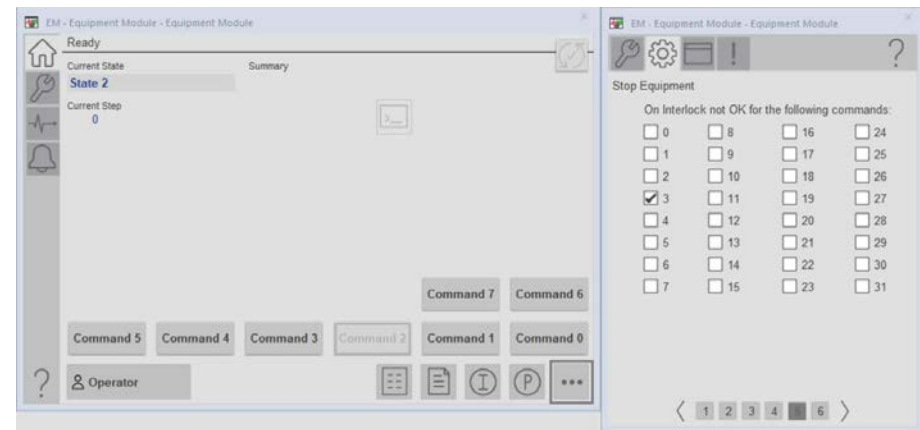 EM - Equipment Module - Equipment Module
Ready
Current State
Summary
State 2
Current Step
0
Command 7
Command 6
Command 5
Command 4
Command 3
Command 2
Command 1
Command 0
?
Operator
I
P
...
EM - Equipment Module - Equipment Module
?
Stop Equipment
On Interlock not OK for the following commands:
0 8 16 24
1 9 17 25
2 10 18 26
3 11 19 27
4 12 20 28
5 13 21 29
6 14 22 30
7 15 23 31
1 2 3 4 6